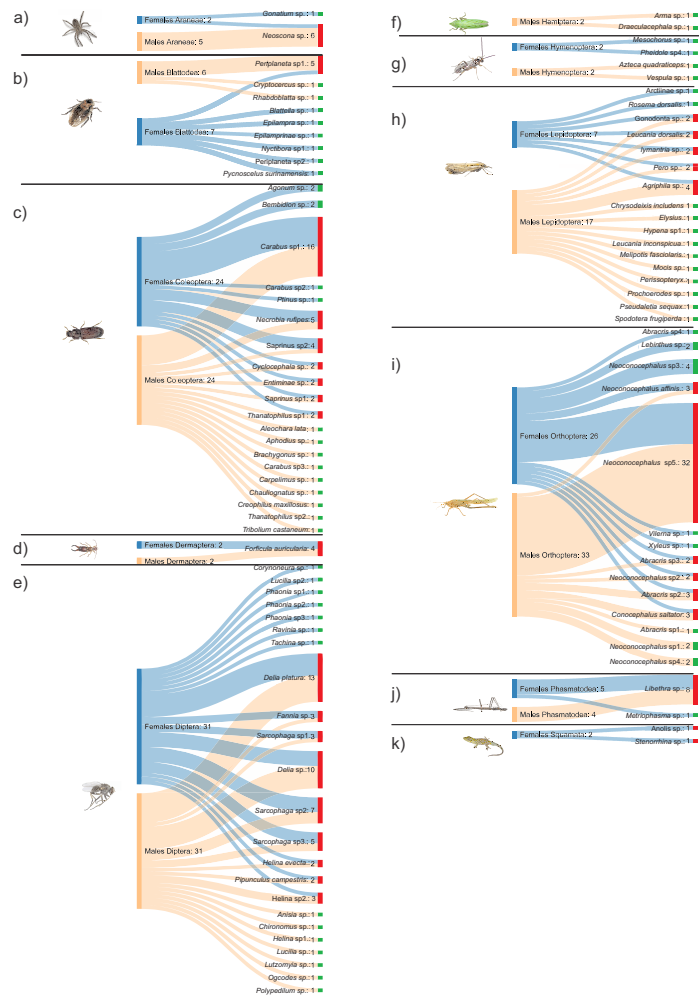 a)
Gonatium sp.: 1
Females Araneae: 2
Neoscona sp.: 6
Males Araneae: 5
b)
Periplaneta sp1.: 5
Males Blattodea: 6
Cryptocercus sp.: 1
Rhabdoblatta sp.: 1
Blattella sp.: 1
Epilampra sp.: 1
Females Blattodea: 7
Epilamprinae sp.: 1
Nyctibora sp1.: 1
Periplaneta sp2.: 1
Pycnoscelus surinamensis: 1
c)
Agonum sp.: 2
Bembidion sp.: 2
Carabus sp1.: 16
Females Coleoptera: 24
Carabus sp2.: 1
Ptinus sp.: 1
Necrobia rufipes: 5
Saprinus sp2: 4
Cyclocephala sp.: 2
Males Coleoptera: 24
Entiminae sp.: 2
Saprinus sp1.: 2
Thanatophilus sp1.: 2
Aleochara lata: 1
Aphodius sp.: 1
Brachygonus sp.: 1
Carabus sp3.: 1
Carpelimus sp.: 1
Chauliognatus sp.: 1
Creophilus maxillosus: 1
Thanatophilus sp2.: 1
Tribolium castaneum: 1
d)
Females Dermaptera: 2
Forficula auricularia: 4
Males Dermaptera: 2
e)
Corynoneura sp.: 1
Lucilia sp2.: 1
Phaonia sp1.: 1
Phaonia sp2.: 1
Phaonia sp3.: 1
Ravinia sp.: 1
Tachina sp.: 1
Delia platura: 13
Fannia sp: 3
Females Diptera: 31
Sarcophaga sp1.: 3
Delia sp.: 10
Sarcophaga sp2: 7
Sarcophaga sp3.: 5
Males Diptera: 31
Helina evecta: 2
Pipunculus campestris: 2
Helina sp2.: 3
Anisia sp.: 1
Chironomus sp.: 1
Helina sp1.: 1
Lucilla sp.: 1
Lutzomyia sp.: 1
Ogcodes sp.: 1
Polypedilum sp.: 1
f)
Arma sp.: 1
Males Hemiptera: 2
Draeculacephala sp.: 1
g)
Mesochorus sp.: 1
Females Hymenoptera: 2
Pheidole sp4.: 1
Azteca quadraticeps: 1
Males Hymenoptera: 2
Vespula sp.: 1
h)
Arctiinae sp.: 1
Rosema dorsalis.: 1
Gonodonta sp.: 2
Females Lepidoptera: 7
Leucania dorsalis: 2
lymantria sp.: 2
Pero sp.: 2
Agriphila sp.: 4
Chrysodeixis includens: 1
Elysius.: 1
Males Lepidoptera: 17
Hypena sp1.: 1
Leucania inconspicua.: 1
Melipotis fasciolaris.: 1
Mocis sp.: 1
Perissopteryx.: 1
Prochoerodes sp.: 1
Pseudaletia sequax: 1
Spodotera frugiperda: 1
i)
Abracris sp4.: 1
Lebinthus sp.: 2
Neoconocephalus sp3.: 4
Neoconocephalus affinis.: 3
Females Orthoptera: 26
Neoconocephalus sp5.: 32
Vilerna sp.: 1
Xyleus sp.: 1
Males Orthoptera: 33
Abracris sp3.: 2
Neoconocephalus sp2.: 2
Abracris sp2.: 3
Conocephalus saltator: 3
Abracris sp1.: 1
Neoconocephalus sp1.: 2
Neoconocephalus sp4.: 2
j)
Females Phasmatodea: 5
Libethra sp.: 8
Males Phasmatodea: 4
Metriophasma sp.: 1
k)
Anolis sp.: 1
Females Squamata: 2
Stenorrhina sp.: 1